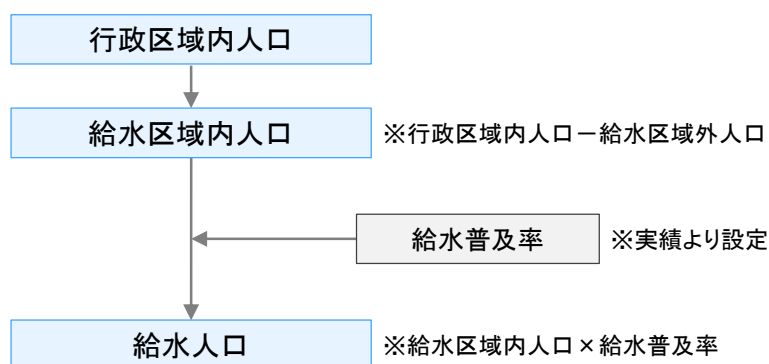 行政区域内人口
給水区域内人口 ※行政区域内人口－給水区域外人口
給水普及率 ※実績より設定
給水人口 ※給水区域内人口×給水普及率